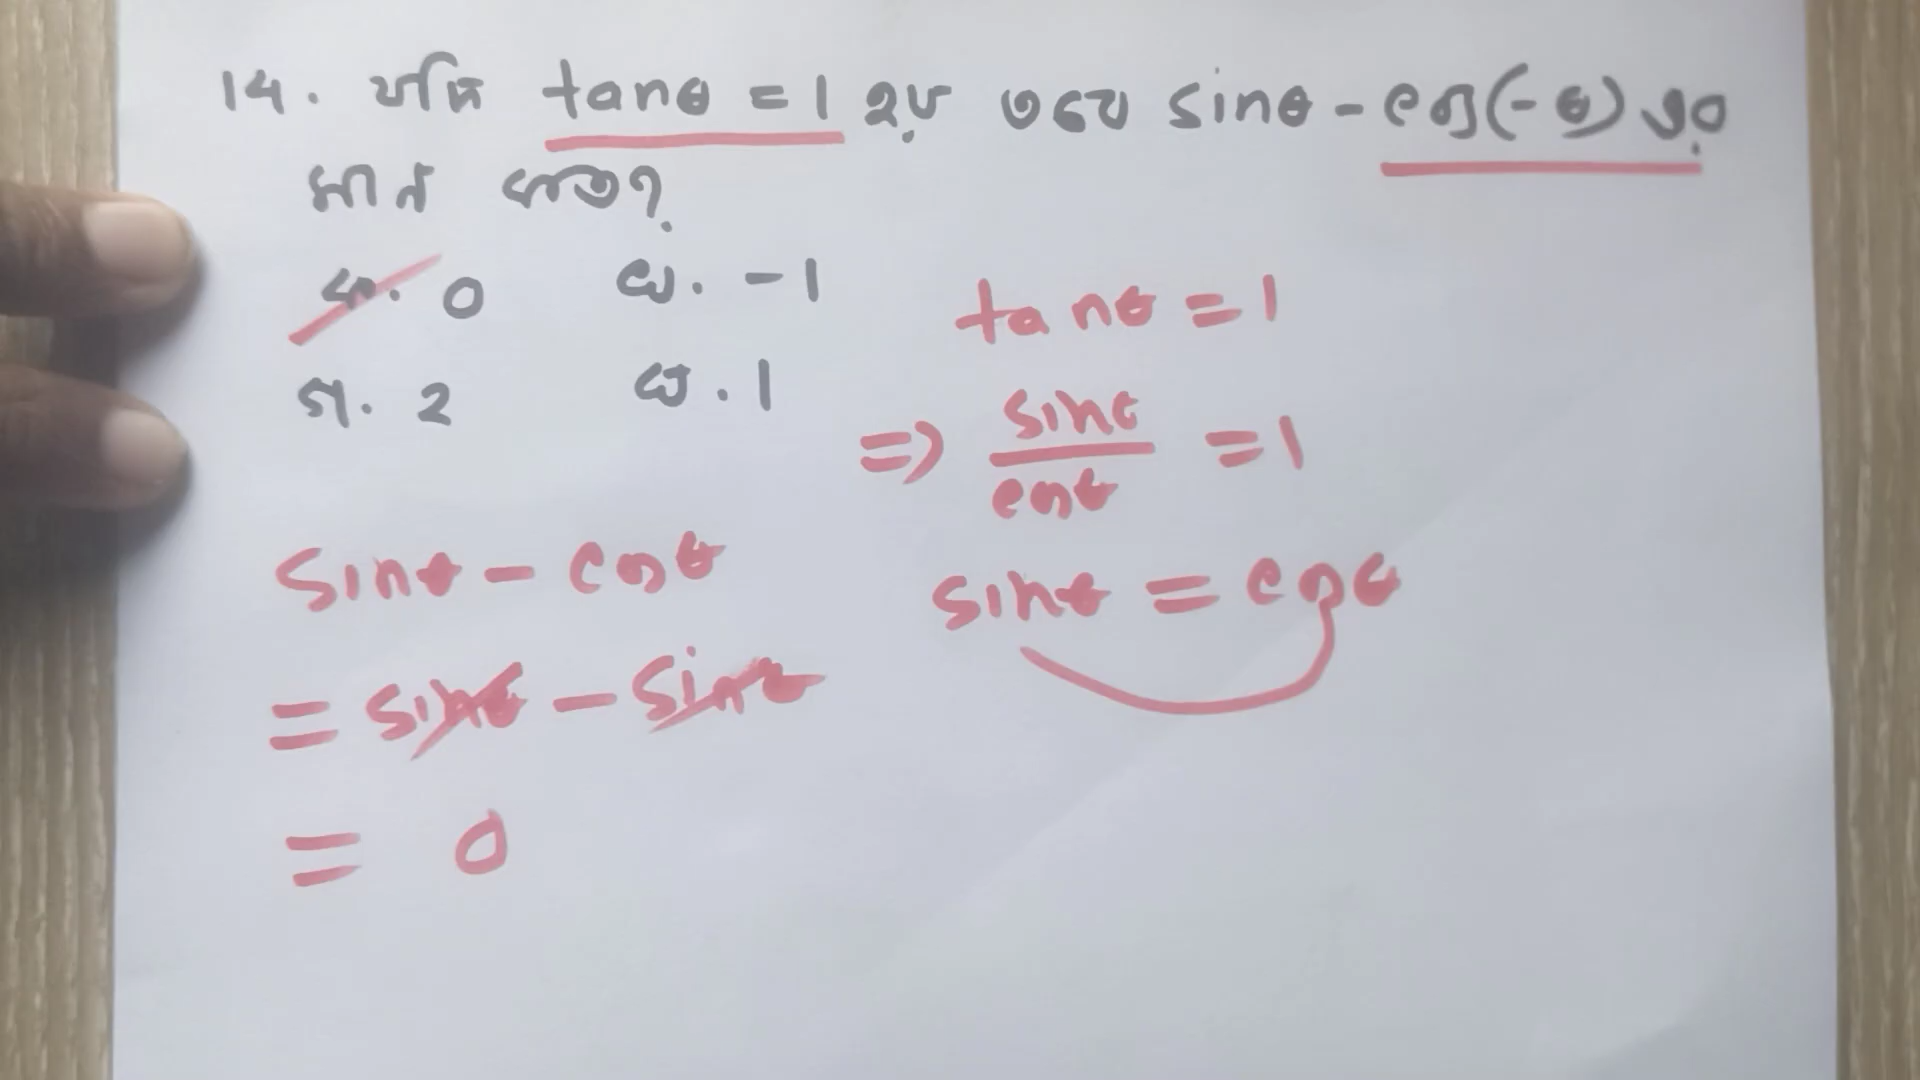 14. যদি tanθ = 1 হয় তবে sinθ - cos(-θ) এর
মান কত?
ক. 0 খ. -1
গ. 2 ঘ. 1
tanθ = 1
=> sinθ/cosθ = 1
sinθ = cosθ
sinθ - cosθ
= sinθ - sinθ
= 0